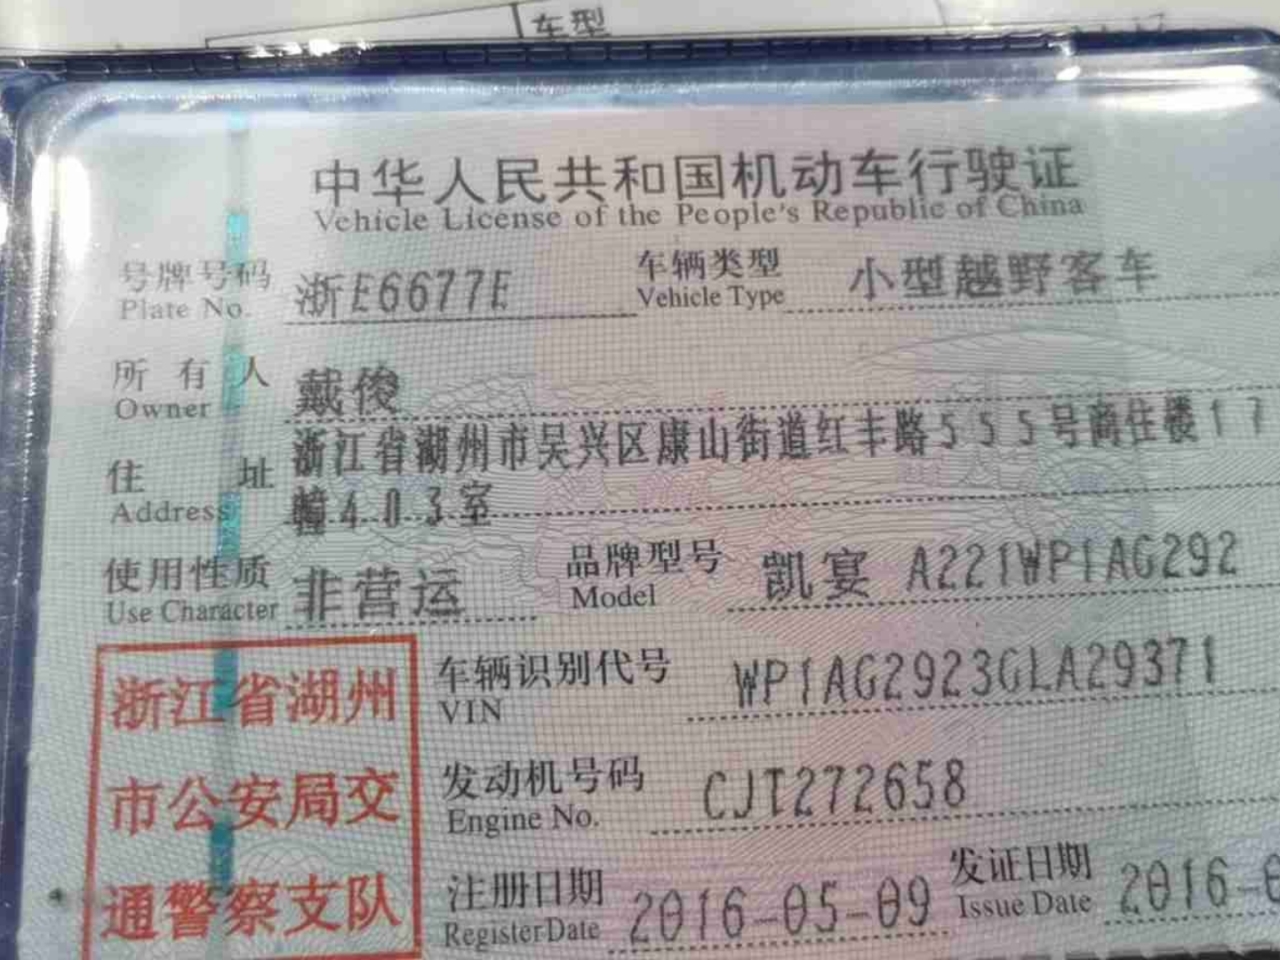 车型
中华人民共和国机动车行驶证
Vehicle License of the People's Republic of China
号牌号码 浙E6677E 车辆类型 小型越野客车
Plate No. Vehicle Type
所有人 戴俊
Owner
住址 浙江省湖州市吴兴区康山街道红丰路555号商住楼17
Address 幢403室
使用性质 非营运 品牌型号 凯宴 A221WP1AG292
Use Character Model
车辆识别代号 WP1AG2923GLA29371
VIN
发动机号码 CJT272658
Engine No.
注册日期 2016-05-09 发证日期 2016-0
Register Date Issue Date
浙江省湖州
市公安局交
通警察支队